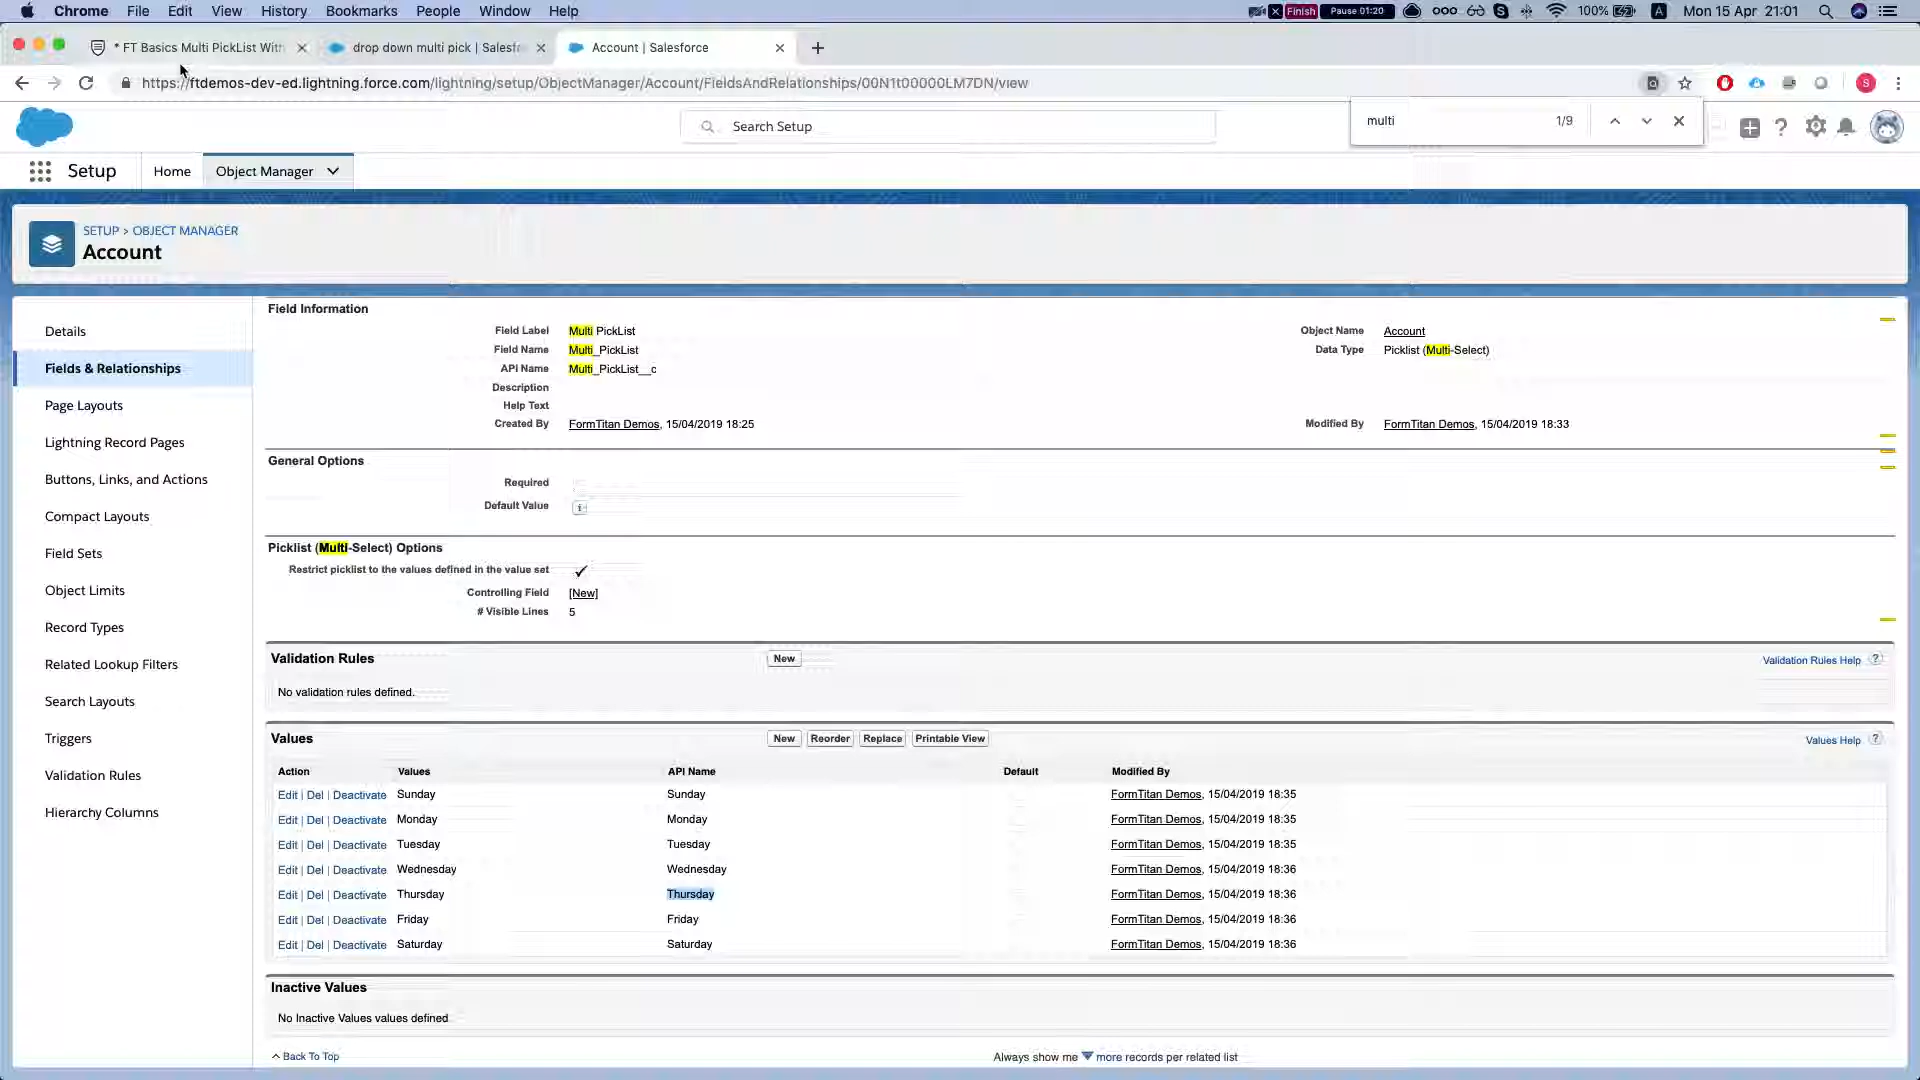 Chrome File Edit View History Bookmarks People Window Help
Finish Pause 01:20 100% A Mon 15 Apr 21:01
* FT Basics Multi PickList With
drop down multi pick | Salesf
Account | Salesforce
https://ftdemos-dev-ed.lightning.force.com/lightning/setup/ObjectManager/Account/FieldsAndRelationships/00N1t00000LM7DN/view
S
Search Setup
multi 1/9
Setup Home Object Manager
SETUP > OBJECT MANAGER
Account
Details
Fields & Relationships
Page Layouts
Lightning Record Pages
Buttons, Links, and Actions
Compact Layouts
Field Sets
Object Limits
Record Types
Related Lookup Filters
Search Layouts
Triggers
Validation Rules
Hierarchy Columns
Field Information
Field Label Multi PickList Object Name Account
Field Name Multi_PickList Data Type Picklist (Multi-Select)
API Name Multi_PickList__c
Description
Help Text
Created By FormTitan Demos, 15/04/2019 18:25 Modified By FormTitan Demos, 15/04/2019 18:33
General Options
Required
Default Value
Picklist (Multi-Select) Options
Restrict picklist to the values defined in the value set
Controlling Field [New]
# Visible Lines 5
Validation Rules New Validation Rules Help ?
No validation rules defined.
Values New Reorder Replace Printable View Values Help ?
Action Values API Name Default Modified By
Edit | Del | Deactivate Sunday Sunday FormTitan Demos, 15/04/2019 18:35
Edit | Del | Deactivate Monday Monday FormTitan Demos, 15/04/2019 18:35
Edit | Del | Deactivate Tuesday Tuesday FormTitan Demos, 15/04/2019 18:35
Edit | Del | Deactivate Wednesday Wednesday FormTitan Demos, 15/04/2019 18:36
Edit | Del | Deactivate Thursday Thursday FormTitan Demos, 15/04/2019 18:36
Edit | Del | Deactivate Friday Friday FormTitan Demos, 15/04/2019 18:36
Edit | Del | Deactivate Saturday Saturday FormTitan Demos, 15/04/2019 18:36
Inactive Values
No Inactive Values values defined
Back To Top Always show me more records per related list